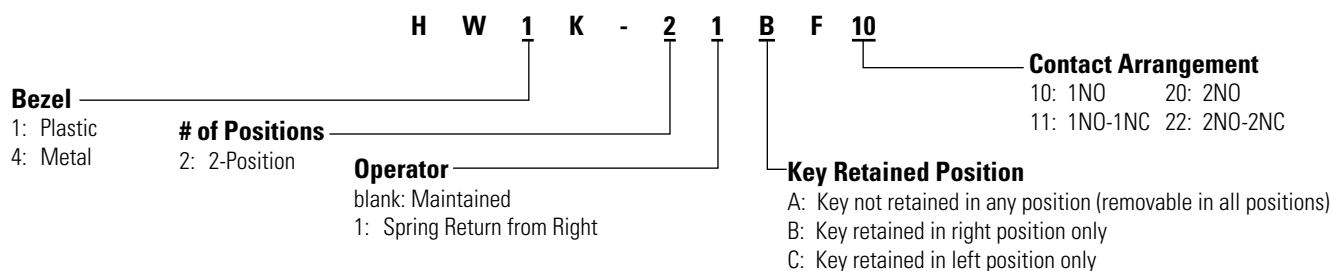 H W 1 K - 2 1 B F 10
Bezel
1: Plastic
4: Metal
# of Positions
2: 2-Position
Operator
blank: Maintained
1: Spring Return from Right
Contact Arrangement
10: 1NO 20: 2NO
11: 1NO-1NC 22: 2NO-2NC
Key Retained Position
A: Key not retained in any position (removable in all positions)
B: Key retained in right position only
C: Key retained in left position only